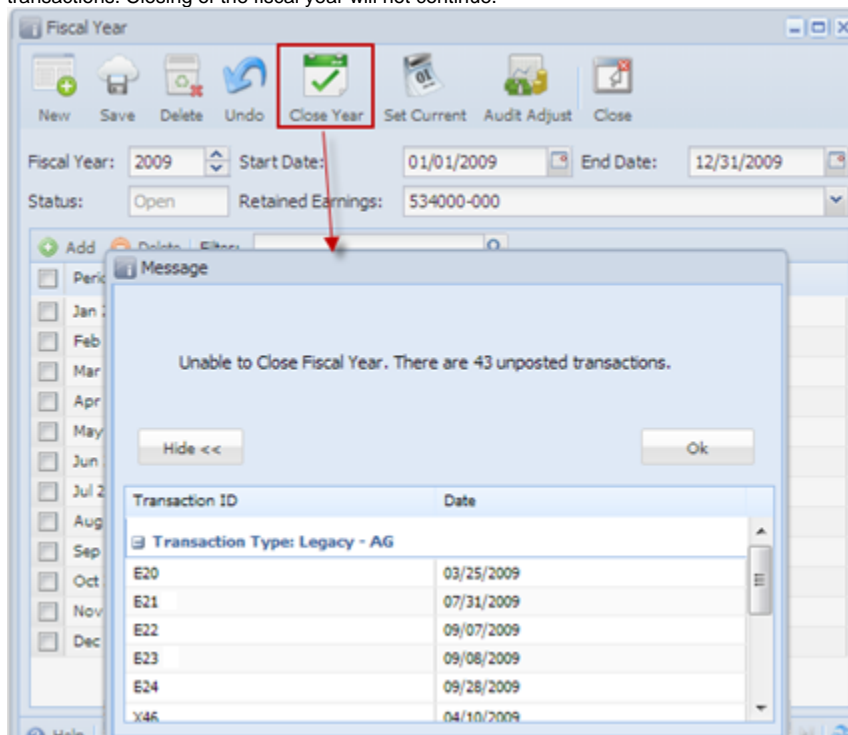 transactions. Closing of the fiscal year will not continue.
Fiscal Year
New Save Delete Undo Close Year Set Current Audit Adjust Close
Fiscal Year: 2009 Start Date: 01/01/2009 End Date: 12/31/2009
Status: Open Retained Earnings: 534000-000
Add Delete Filter:
Message
Jan 2
Feb
Mar
Apr
May
Jun
Jul 2
Aug
Sep
Oct
Nov
Dec
Unable to Close Fiscal Year. There are 43 unposted transactions.
Hide << Ok
Transaction ID Date
Transaction Type: Legacy - AG
E20 03/25/2009
E21 07/31/2009
E22 09/07/2009
E23 09/08/2009
E24 09/28/2009
X46 04/10/2009
Help